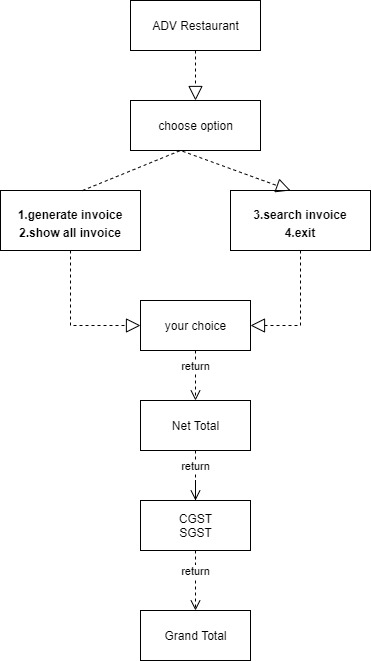 ADV Restaurant
choose option
1.generate invoice
2.show all invoice
3.search invoice
4.exit
your choice
return
Net Total
return
CGST
SGST
return
Grand Total